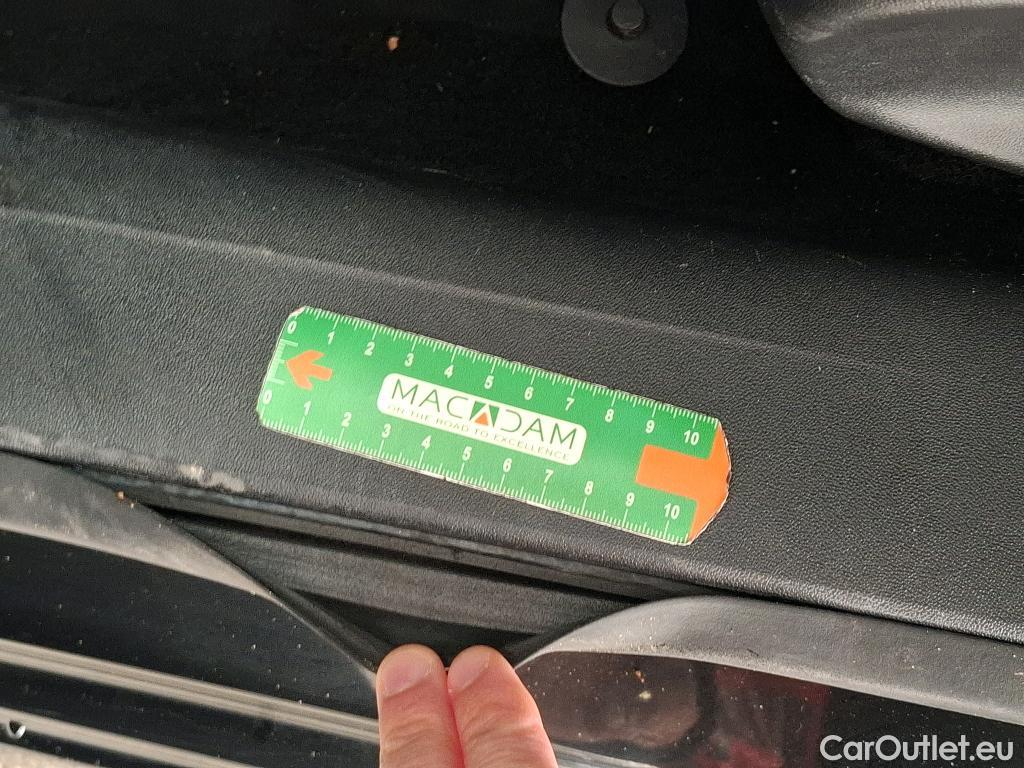 0 1 2 3 4 5 6 7 8 9 10
MACADAM
ON THE ROAD TO EXCELLENCE
0 1 2 3 4 5 6 7 8 9 10
CarOutlet.eu